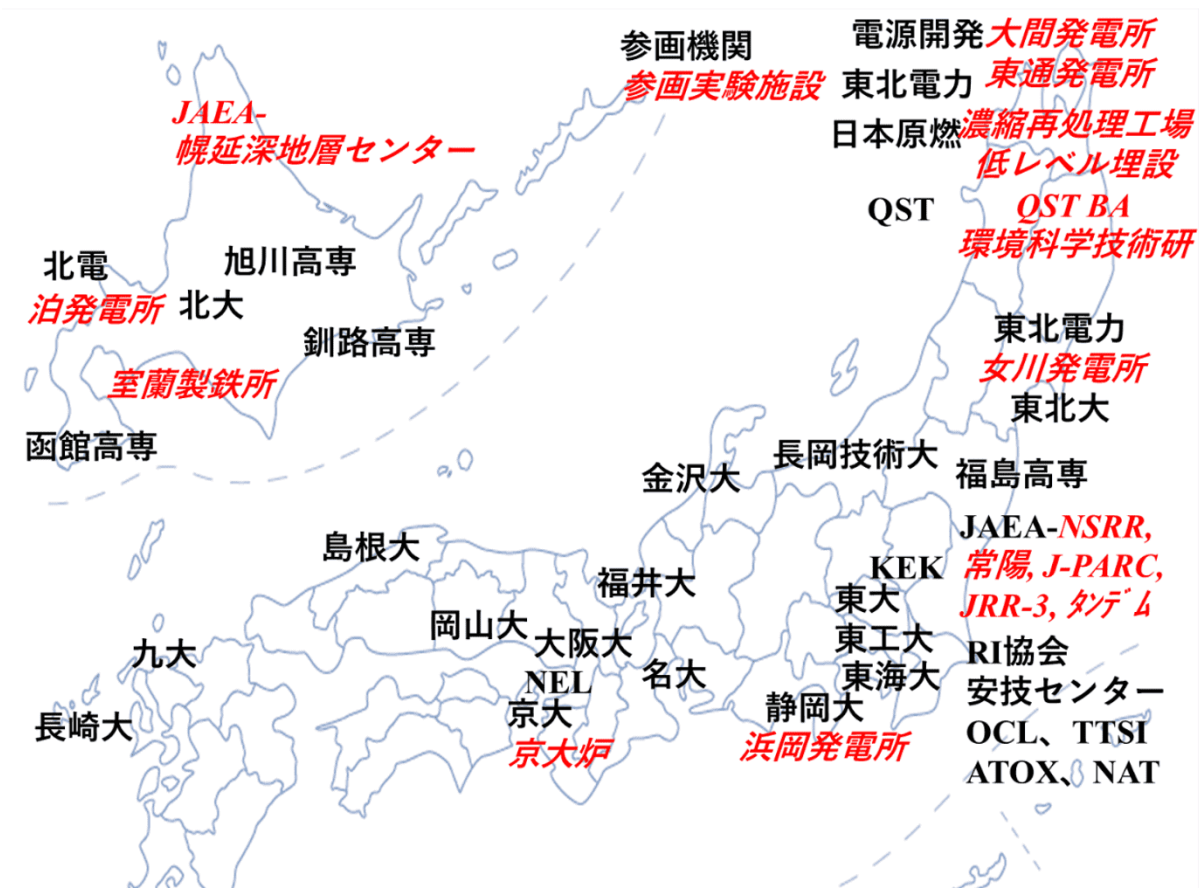 参画機関
参画実験施設
電源開発大間発電所
東通発電所
東北電力
日本原燃濃縮再処理工場
低レベル埋設
QST
QST BA
環境科学技術研
JAEA-
幌延深地層センター
北電
泊発電所
旭川高専
北大
釧路高専
室蘭製鉄所
函館高専
東北電力
女川発電所
東北大
長岡技術大
金沢大
福島高専
JAEA-NSRR,
常陽, J-PARC,
JRR-3, ﾀﾝﾃﾞﾑ
KEK
東大
東工大
東海大
RI協会
安技センター
OCL、TTSI
ATOX、NAT
島根大
福井大
岡山大
大阪大
NEL
京大
京大炉
名大
静岡大
浜岡発電所
九大
長崎大